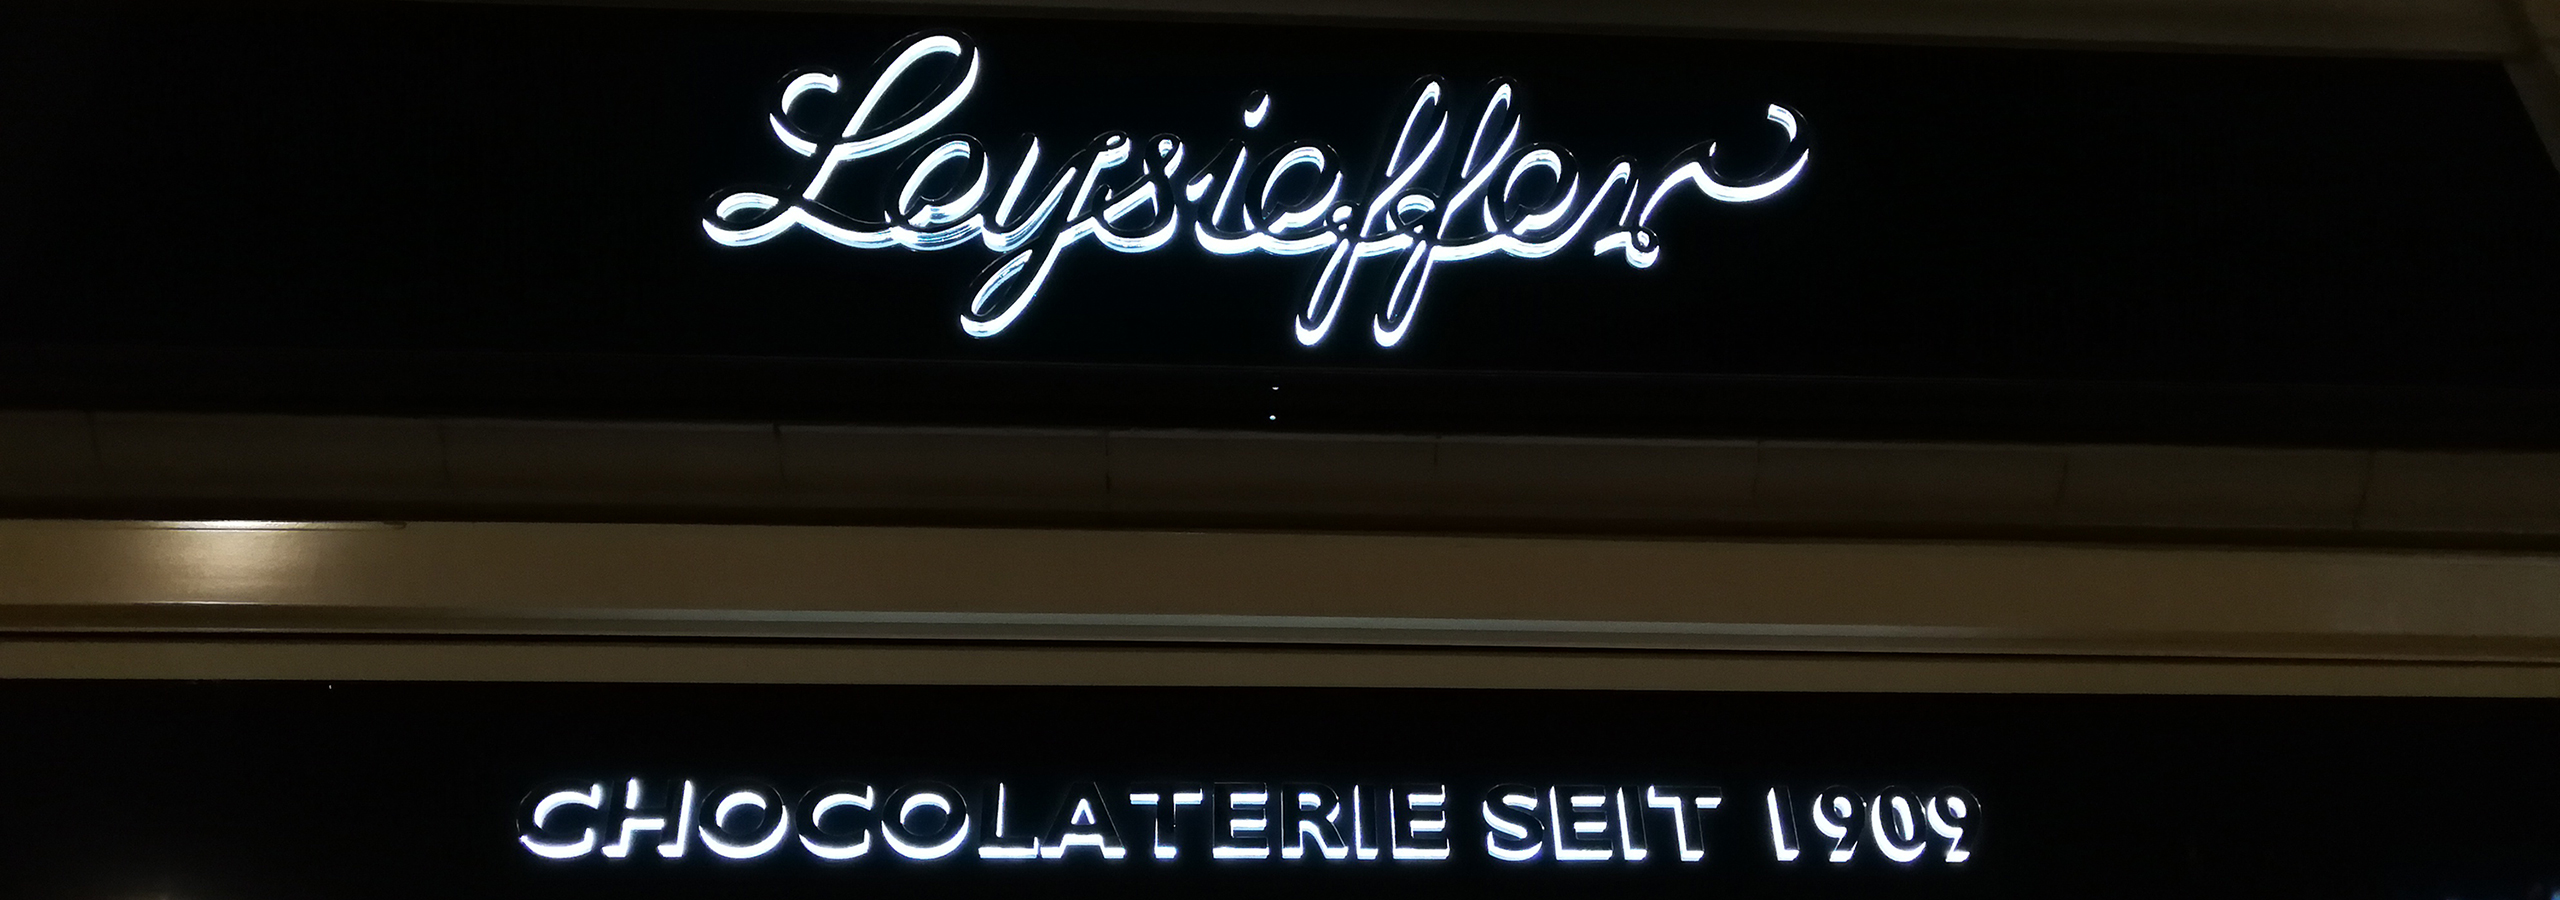 Leysieffer
CHOCOLATERIE SEIT 1909